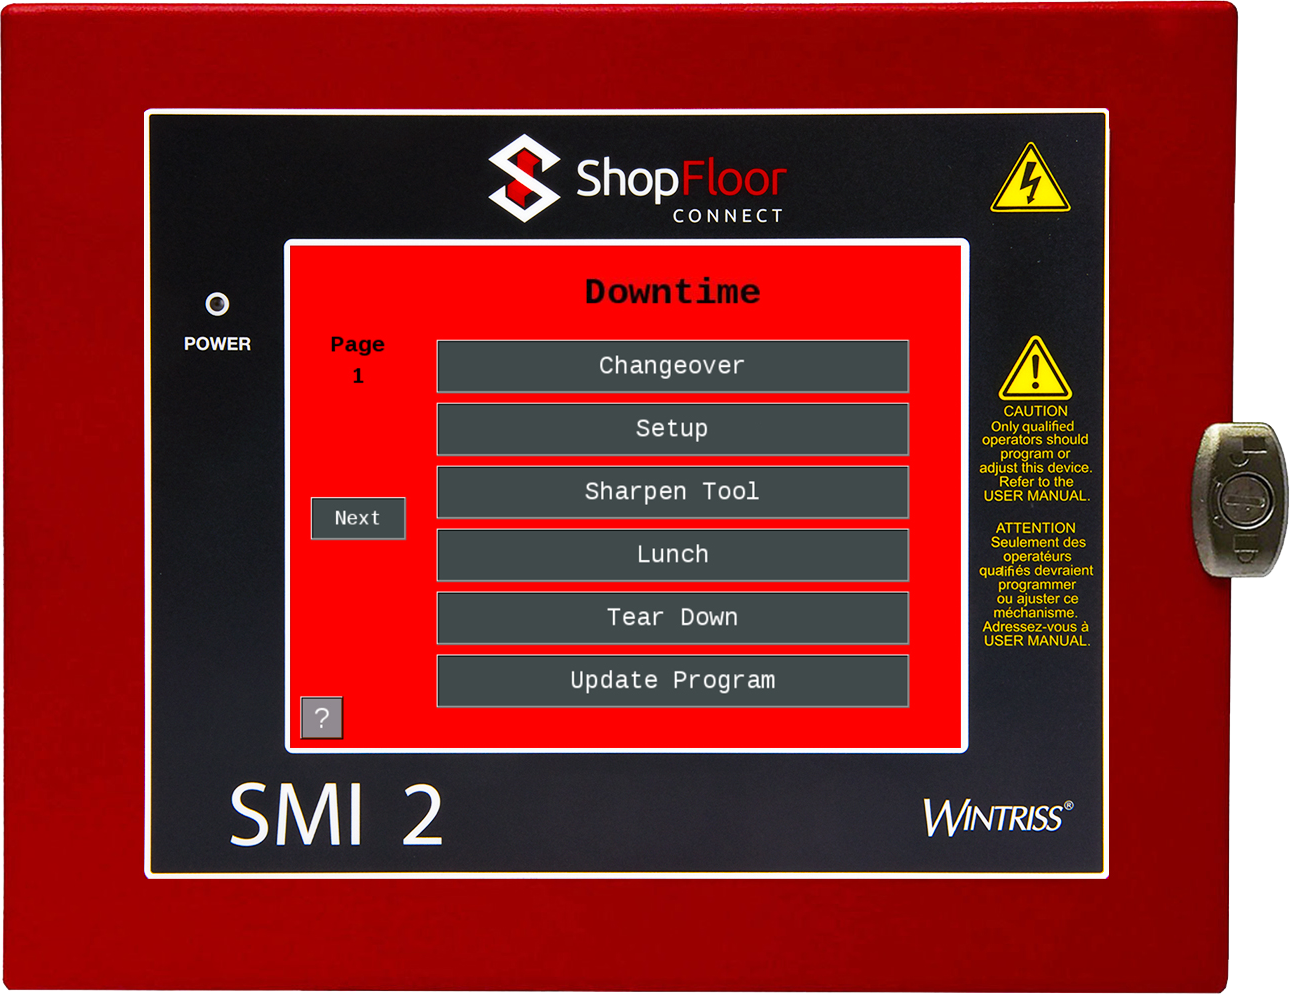 ShopFloor
CONNECT
POWER
Downtime
Page
1
Changeover
Setup
Sharpen Tool
Next
Lunch
Tear Down
Update Program
?
CAUTION
Only qualified
operators should
program or
adjust this device.
Refer to the
USER MANUAL.
ATTENTION
Seulement des
operatéurs
qualifiés devraient
programmer
ou ajuster ce
méchanisme.
Adressez-vous à
USER MANUAL.
SMI 2
WINTRISS®